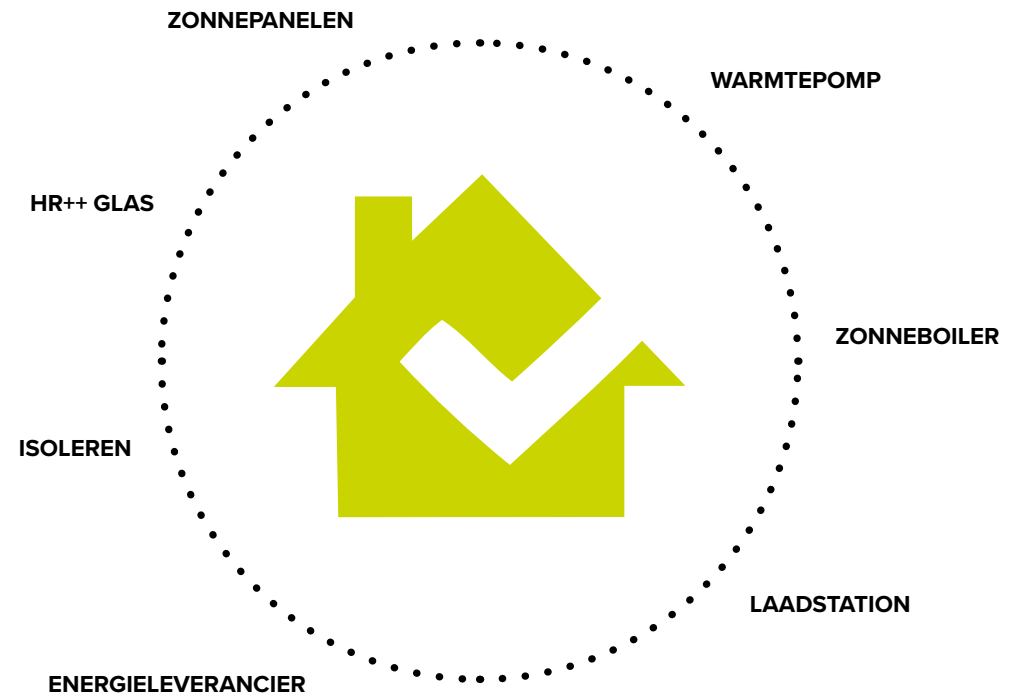 ZONNEPANELEN
WARMTEPOMP
HR++ GLAS
ZONNEBOILER
ISOLEREN
LAADSTATION
ENERGIELEVERANCIER